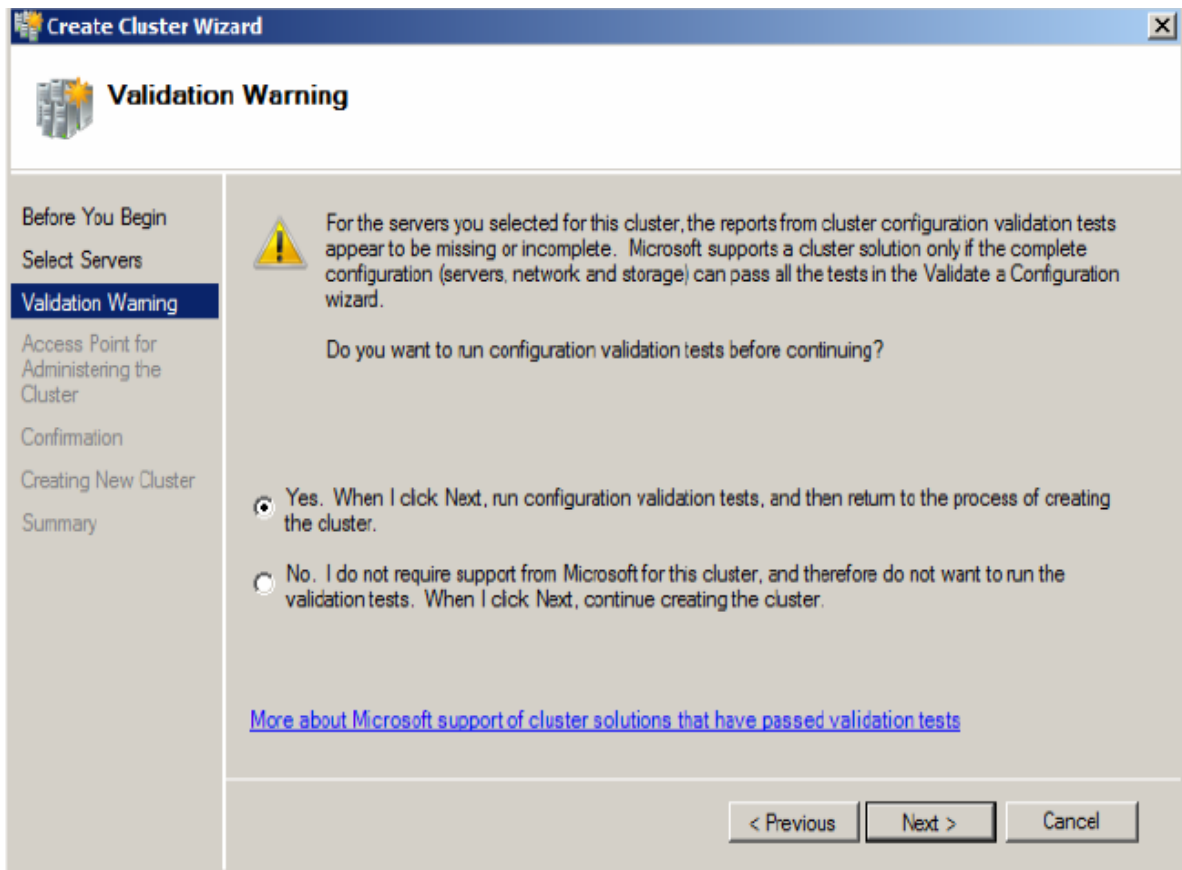 Create Cluster Wizard
Validation Warning
Before You Begin
Select Servers
Validation Warning
Access Point for
Administering the
Cluster
Confirmation
Creating New Cluster
Summary
For the servers you selected for this cluster, the reports from cluster configuration validation tests
appear to be missing or incomplete. Microsoft supports a cluster solution only if the complete
configuration (servers, network and storage) can pass all the tests in the Validate a Configuration
wizard.
Do you want to run configuration validation tests before continuing?
Yes. When I click Next, run configuration validation tests, and then return to the process of creating
the cluster.
No. I do not require support from Microsoft for this cluster, and therefore do not want to run the
validation tests. When I click Next, continue creating the cluster.
More about Microsoft support of cluster solutions that have passed validation tests
< Previous
Next >
Cancel